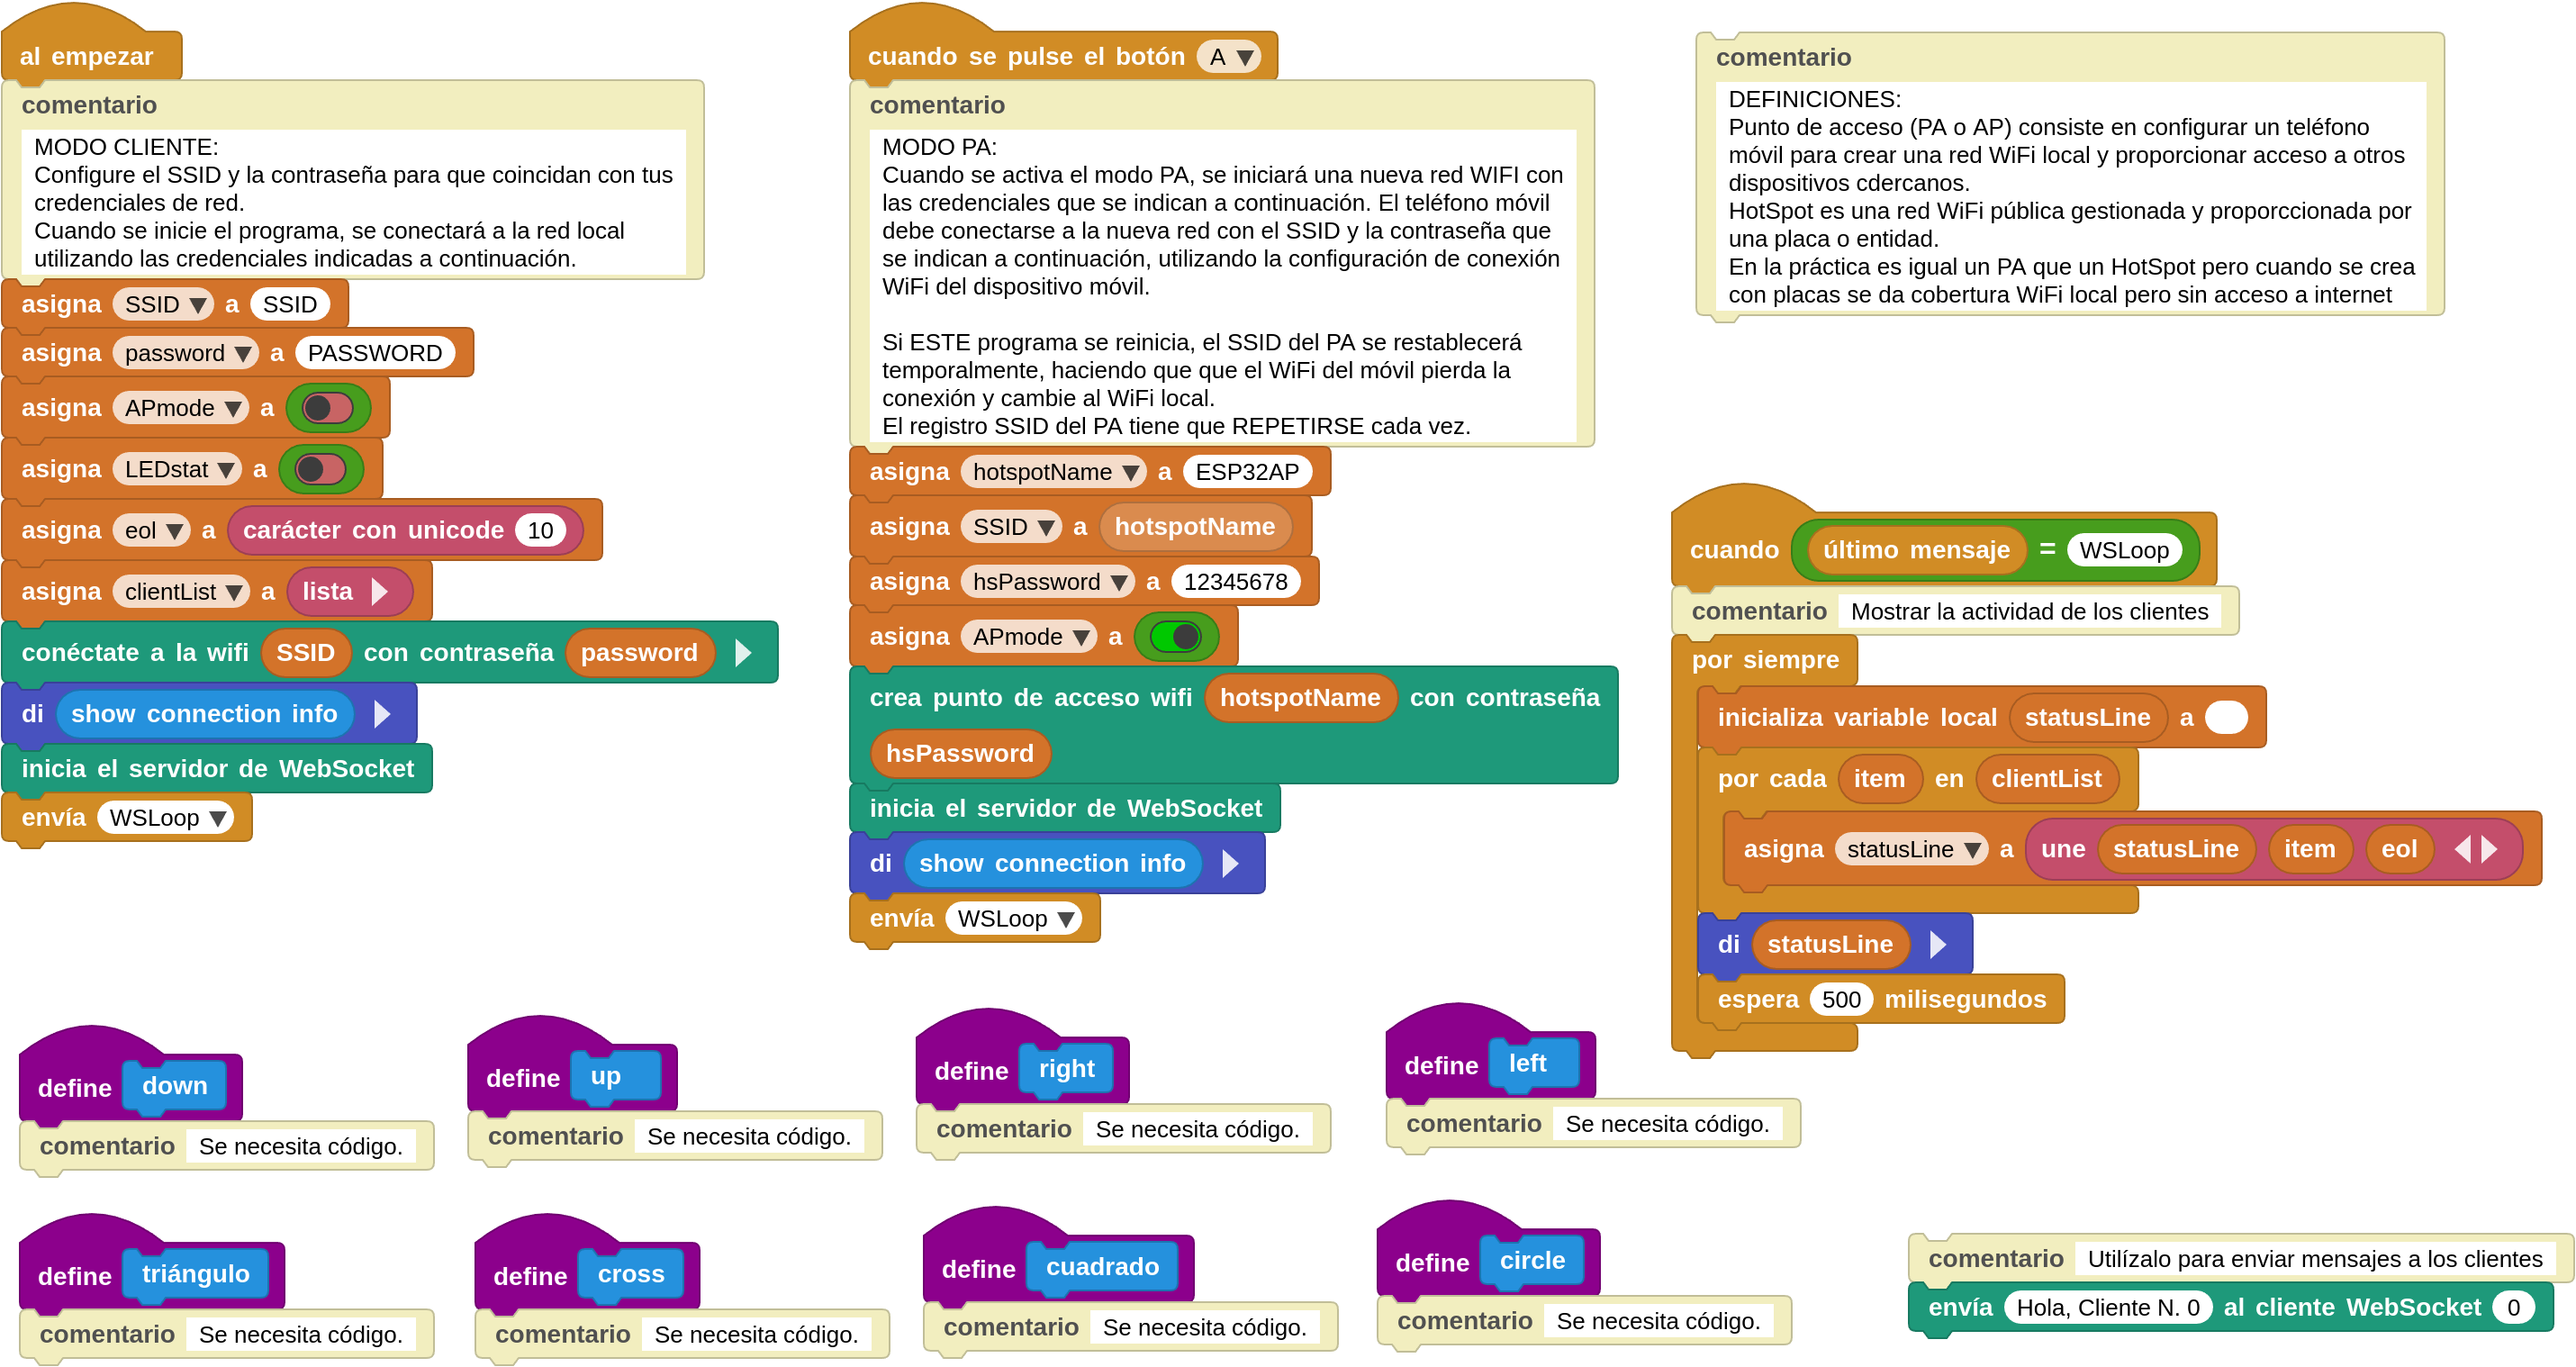 al empezar
comentario
MODO CLIENTE:
Configure el SSID y la contraseña para que coincidan con tus
credenciales de red.
Cuando se inicie el programa, se conectará a la red local
utilizando las credenciales indicadas a continuación.
asigna SSID a SSID
asigna password a PASSWORD
asigna APmode a
asigna LEDstat a
asigna eol a carácter con unicode 10
asigna clientList a lista
conéctate a la wifi SSID con contraseña password
di show connection info
inicia el servidor de WebSocket
envía WSLoop
cuando se pulse el botón A
comentario
MODO PA:
Cuando se activa el modo PA, se iniciará una nueva red WIFI con
las credenciales que se indican a continuación. El teléfono móvil
debe conectarse a la nueva red con el SSID y la contraseña que
se indican a continuación, utilizando la configuración de conexión
WiFi del dispositivo móvil.
Si ESTE programa se reinicia, el SSID del PA se restablecerá
temporalmente, haciendo que que el WiFi del móvil pierda la
conexión y cambie al WiFi local.
El registro SSID del PA tiene que REPETIRSE cada vez.
asigna hotspotName a ESP32AP
asigna SSID a hotspotName
asigna hsPassword a 12345678
asigna APmode a
crea punto de acceso wifi hotspotName con contraseña
hsPassword
inicia el servidor de WebSocket
di show connection info
envía WSLoop
comentario
DEFINICIONES:
Punto de acceso (PA o AP) consiste en configurar un teléfono
móvil para crear una red WiFi local y proporcionar acceso a otros
dispositivos cdercanos.
HotSpot es una red WiFi pública gestionada y proporccionada por
una placa o entidad.
En la práctica es igual un PA que un HotSpot pero cuando se crea
con placas se da cobertura WiFi local pero sin acceso a internet
cuando último mensaje = WSLoop
comentario Mostrar la actividad de los clientes
por siempre
inicializa variable local statusLine a
por cada item en clientList
asigna statusLine a une statusLine item eol
di statusLine
espera 500 milisegundos
define down
comentario Se necesita código.
define up
comentario Se necesita código.
define right
comentario Se necesita código.
define left
comentario Se necesita código.
define triángulo
comentario Se necesita código.
define cross
comentario Se necesita código.
define cuadrado
comentario Se necesita código.
define circle
comentario Se necesita código.
comentario Utilízalo para enviar mensajes a los clientes
envía Hola, Cliente N. 0 al cliente WebSocket 0